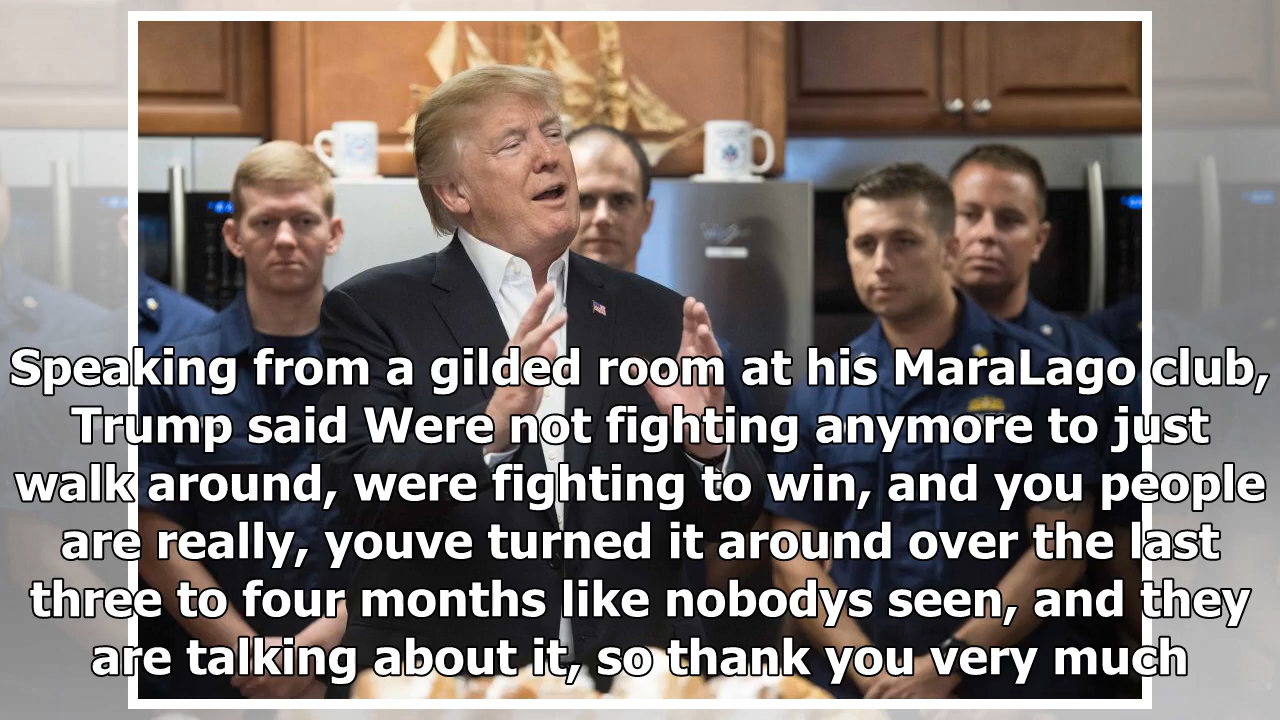 Speaking from a gilded room at his MaraLago club,
Trump said Were not fighting anymore to just
walk around, were fighting to win, and you people
are really, youve turned it around over the last
three to four months like nobodys seen, and they
are talking about it, so thank you very much